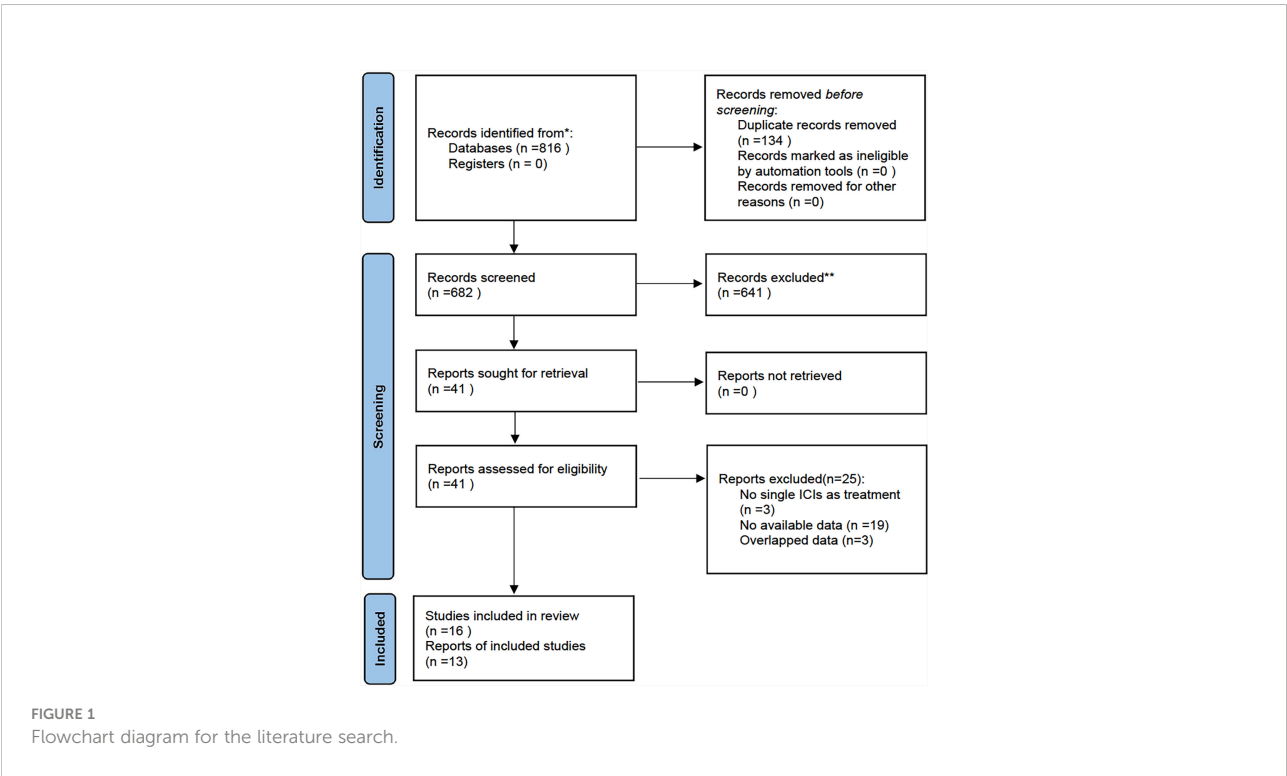 Identification
Records identified from*:
Databases (n =816 )
Registers (n = 0)
Records removed before
screening:
Duplicate records removed
(n =134 )
Records marked as ineligible
by automation tools (n =0 )
Records removed for other
reasons (n =0)
Screening
Records screened
(n =682 )
Records excluded**
(n =641 )
Reports sought for retrieval
(n =41 )
Reports not retrieved
(n =0 )
Reports assessed for eligibility
(n =41 )
Reports excluded(n=25):
No single ICIs as treatment
(n =3)
No available data (n =19)
Overlapped data (n=3)
Included
Studies included in review
(n =16 )
Reports of included studies
(n =13)
FIGURE 1
Flowchart diagram for the literature search.